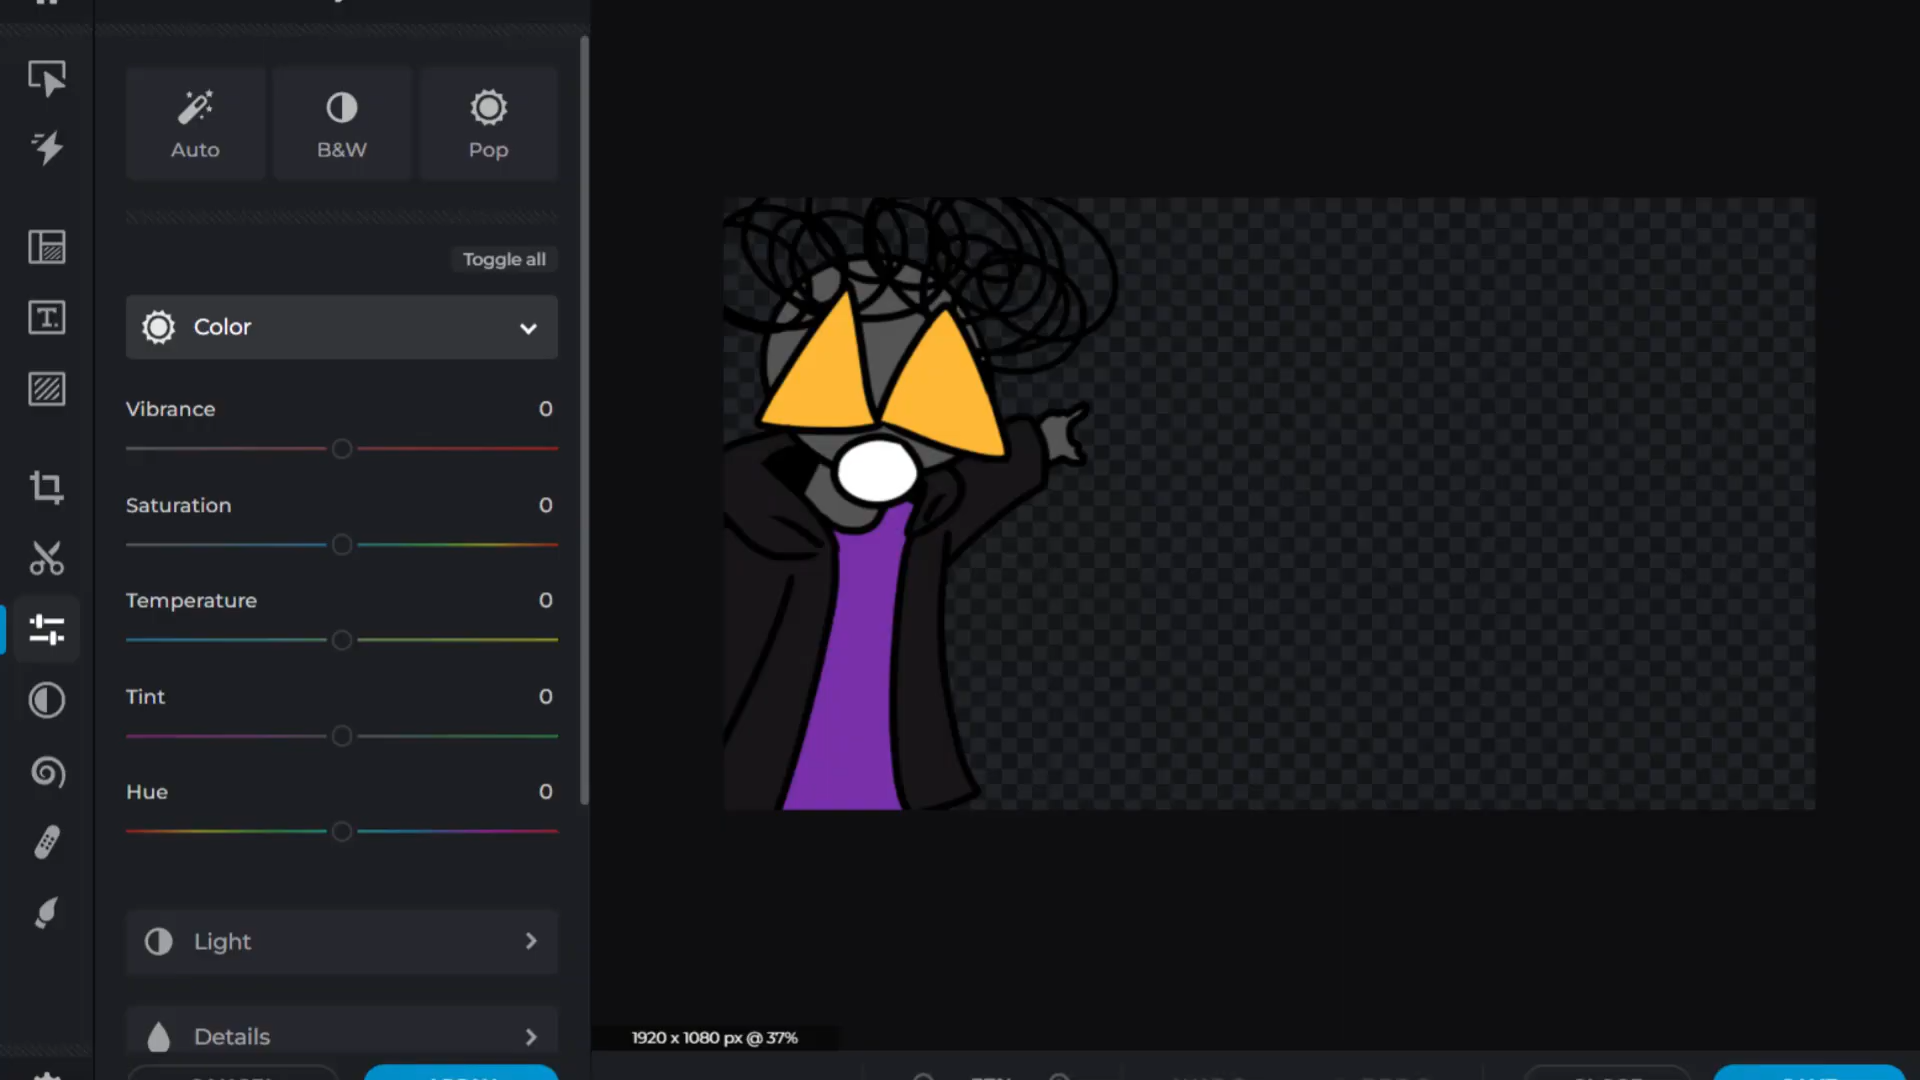 Auto
B&W
Pop
Toggle all
Color
Vibrance 0
Saturation 0
Temperature 0
Tint 0
Hue 0
Light
Details
1920 x 1080 px @ 37%